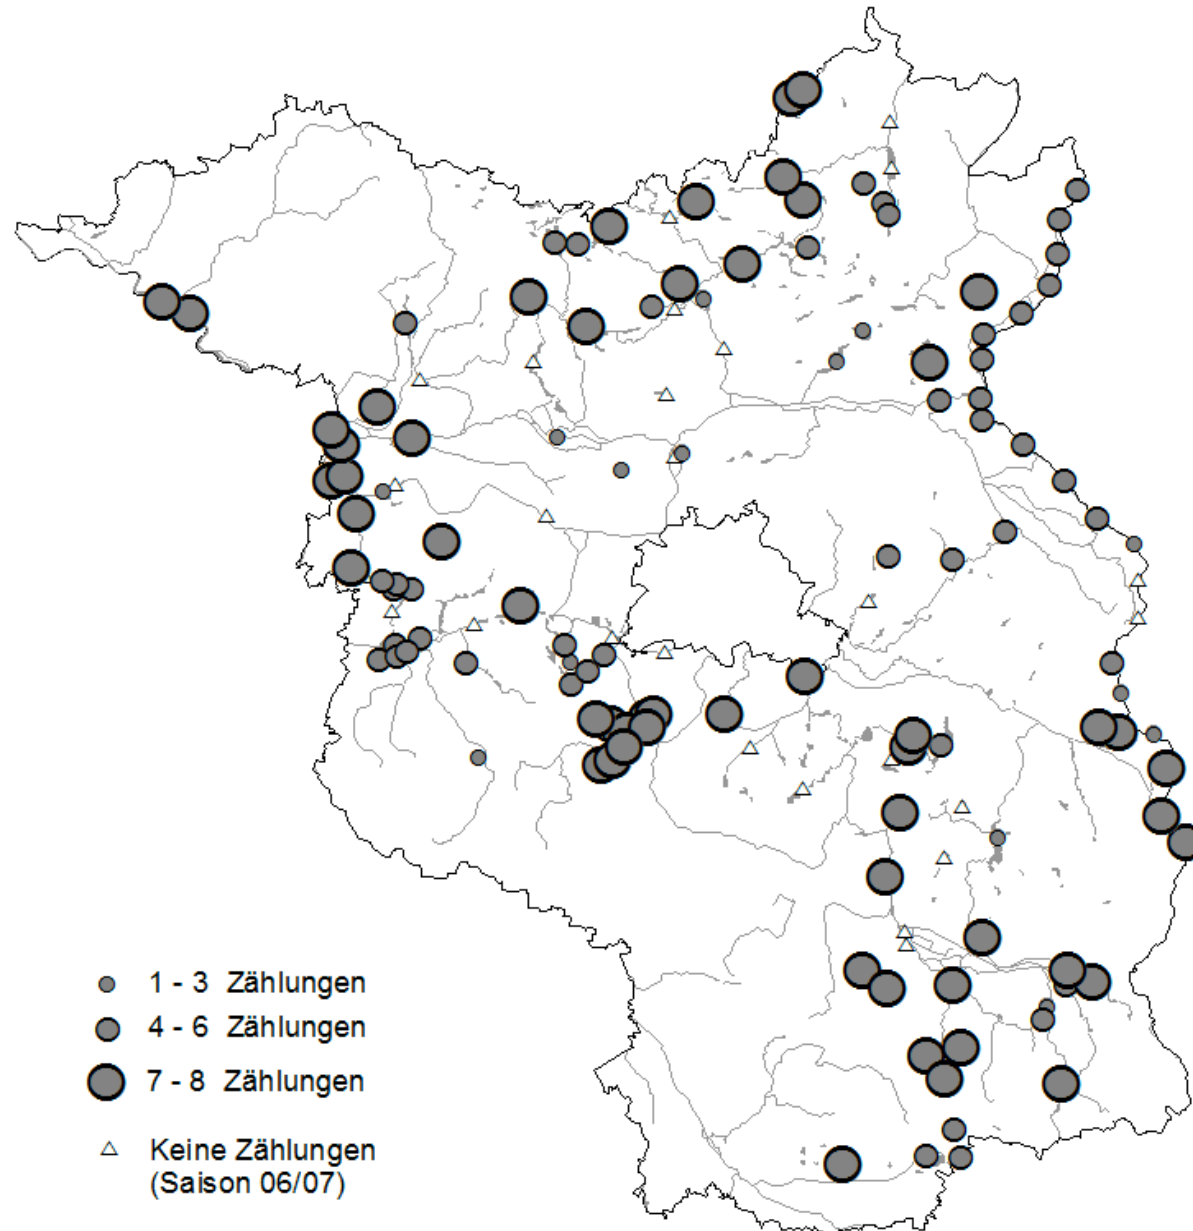 1 - 3 Zählungen
4 - 6 Zählungen
7 - 8 Zählungen
Keine Zählungen
(Saison 06/07)